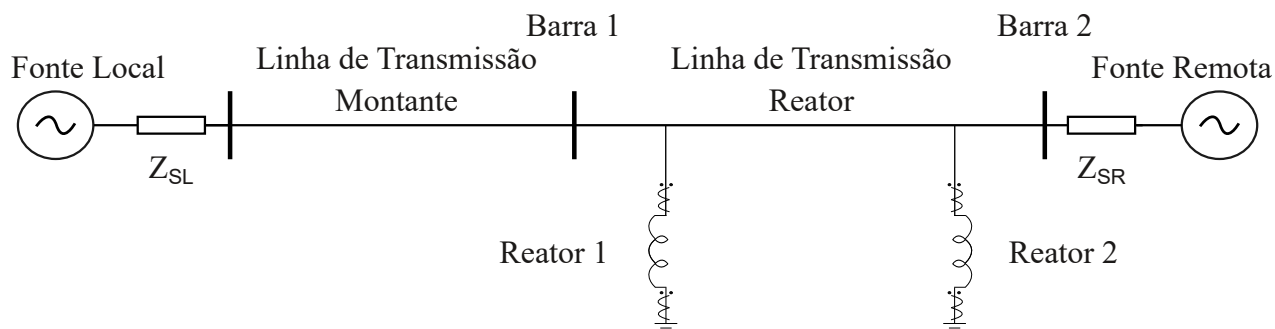 Barra 1
Barra 2
Fonte Local
Linha de Transmissão
Montante
Linha de Transmissão
Reator
Fonte Remota
Z_SL
Z_SR
Reator 1
Reator 2